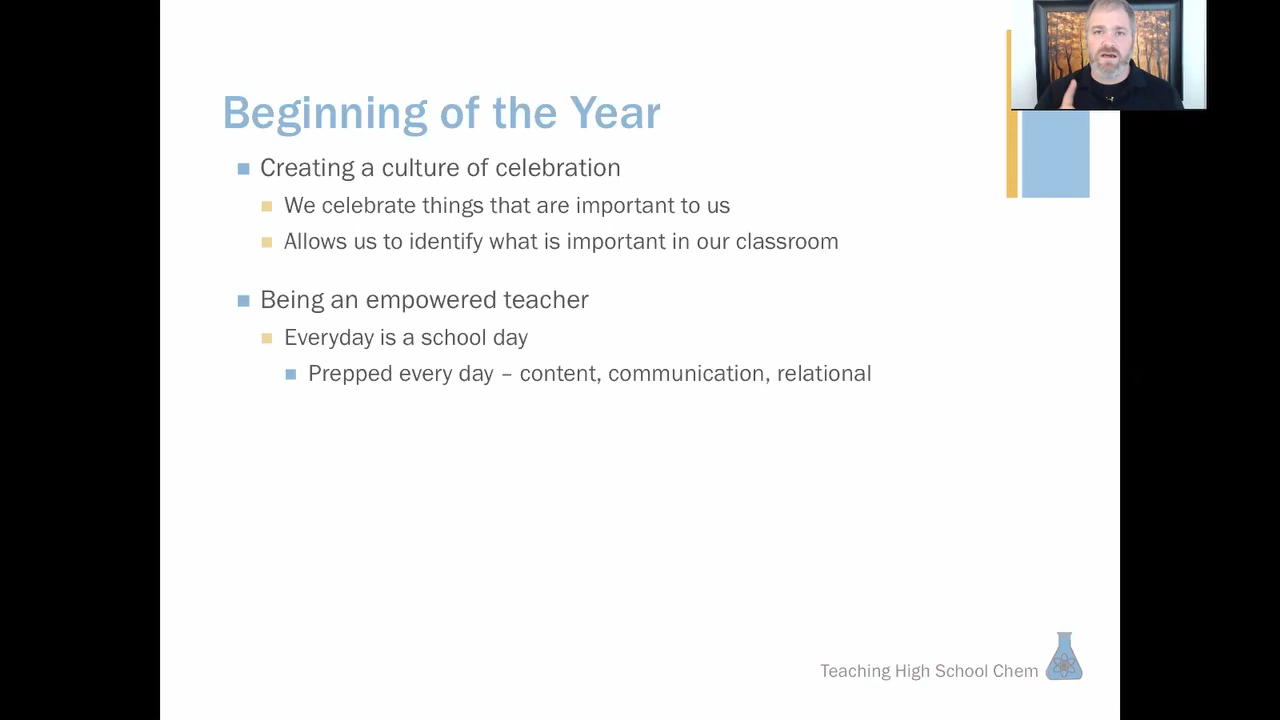 Beginning of the Year
Creating a culture of celebration
We celebrate things that are important to us
Allows us to identify what is important in our classroom
Being an empowered teacher
Everyday is a school day
Prepped every day – content, communication, relational
Teaching High School Chem